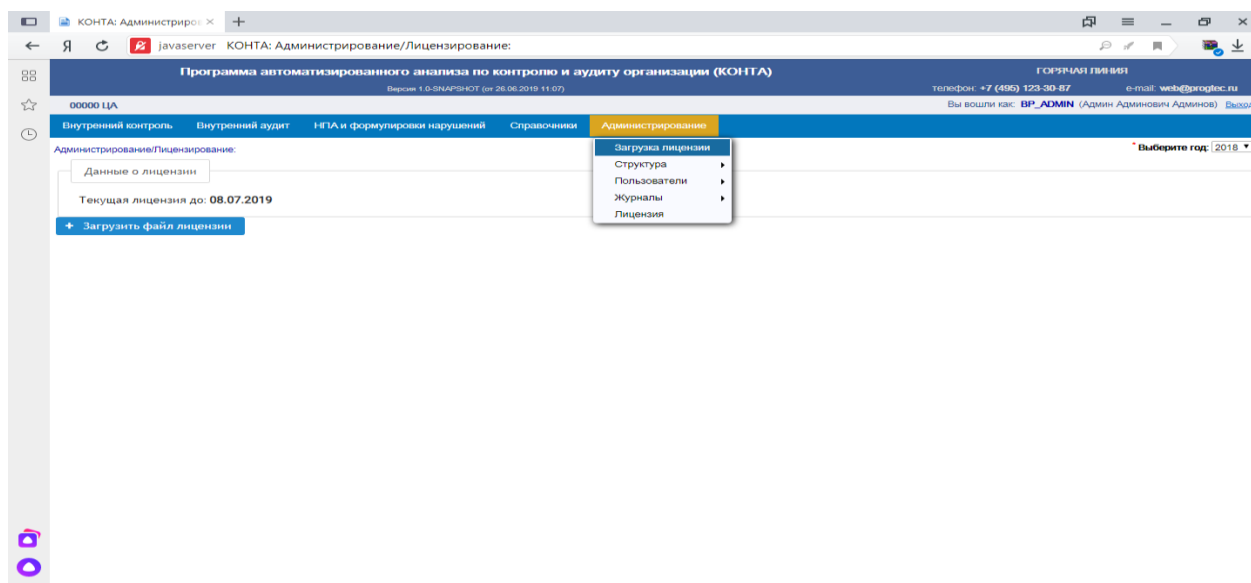 КОНТА: Администриров
javaserver КОНТА: Администрирование/Лицензирование:
Программа автоматизированного анализа по контролю и аудиту организации (КОНТА)
Версия 1.0-SNAPSHOT (от 26.06.2019 11:07)
ГОРЯЧАЯ ЛИНИЯ
телефон: +7 (495) 123-30-87 e-mail: web@progtec.ru
00000 ЦА
Вы вошли как: BP_ADMIN (Админ Админович Админов) Выход
Внутренний контроль Внутренний аудит НПА и формулировки нарушений Справочники Администрирование
Администрирование/Лицензирование:
* Выберите год: 2018
Загрузка лицензии
Структура
Пользователи
Журналы
Лицензия
Данные о лицензии
Текущая лицензия до: 08.07.2019
+ Загрузить файл лицензии